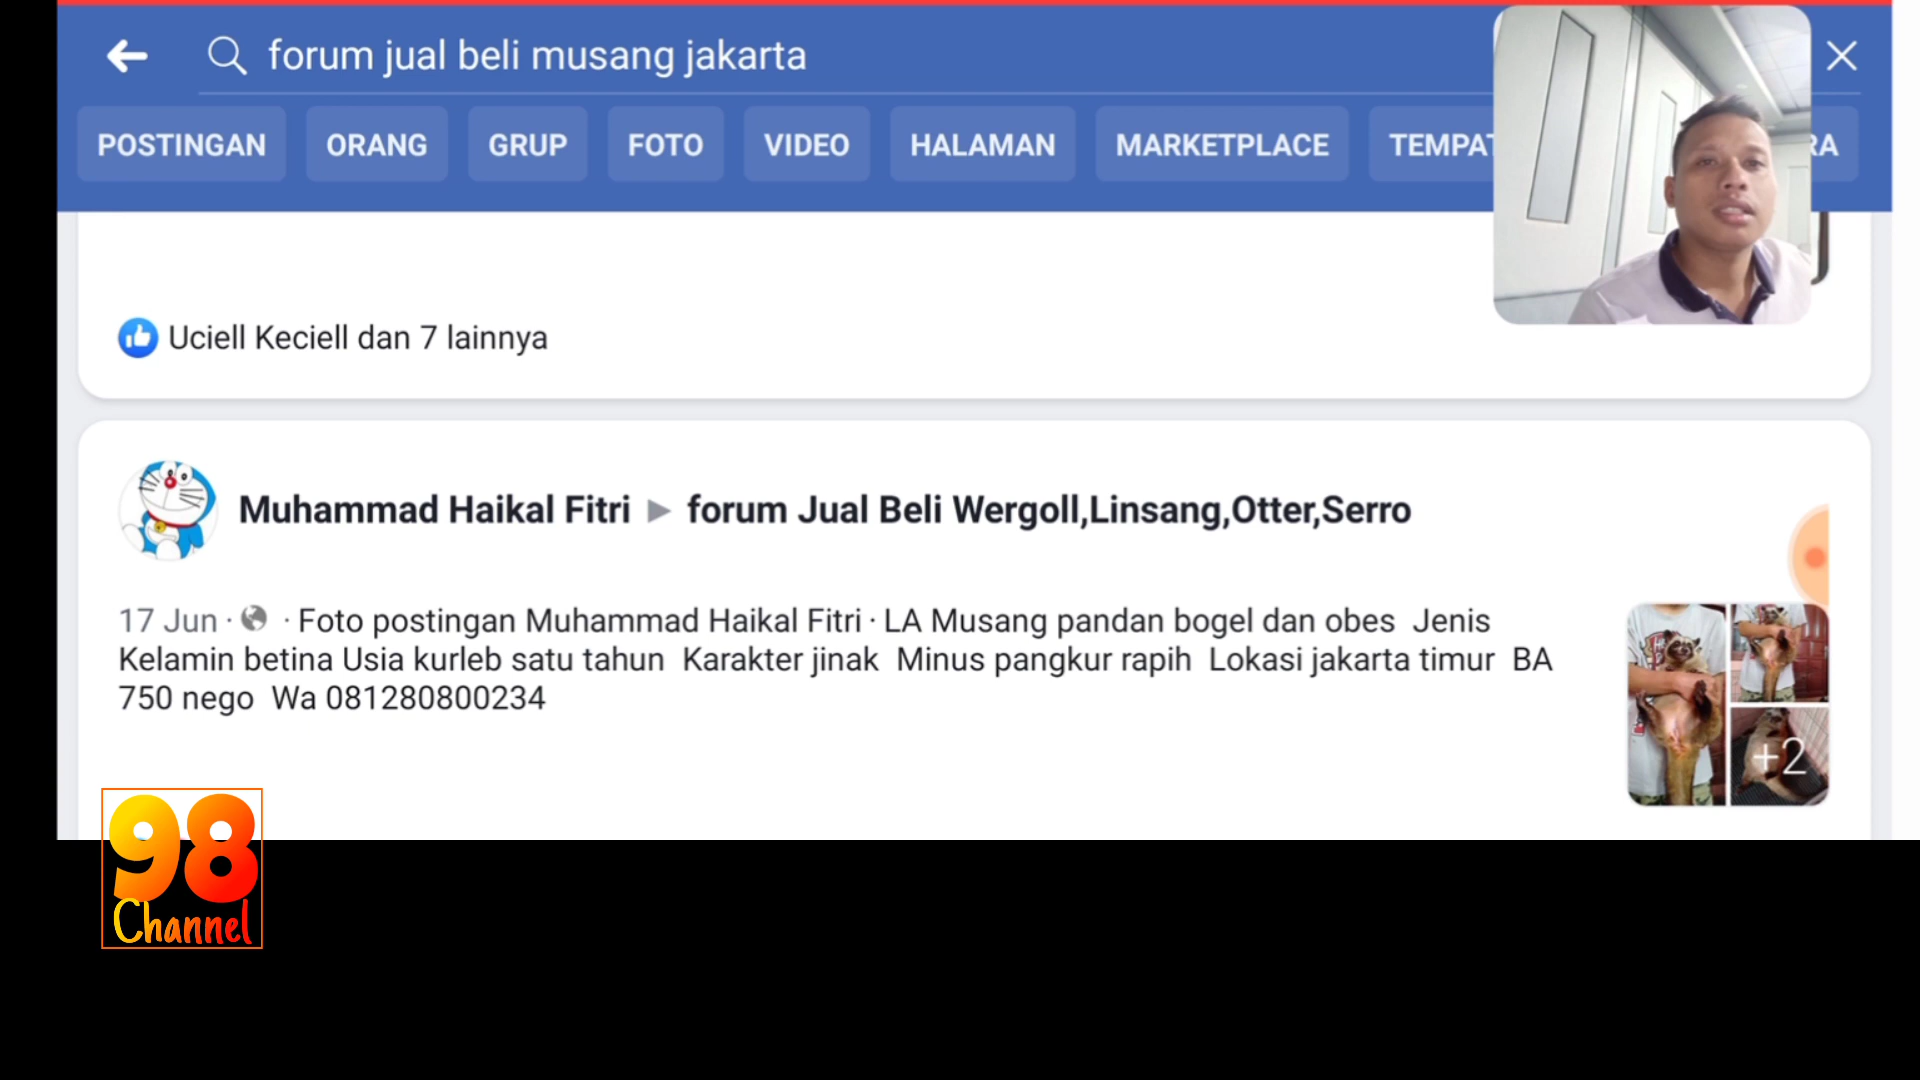 forum jual beli musang jakarta
POSTINGAN ORANG GRUP FOTO VIDEO HALAMAN MARKETPLACE TEMPAT RA
Uciell Keciell dan 7 lainnya
Muhammad Haikal Fitri ▶ forum Jual Beli Wergoll,Linsang,Otter,Serro
17 Jun · · Foto postingan Muhammad Haikal Fitri · LA Musang pandan bogel dan obes Jenis
Kelamin betina Usia kurleb satu tahun Karakter jinak Minus pangkur rapih Lokasi jakarta timur BA
750 nego Wa 081280800234
+2
98
Channel